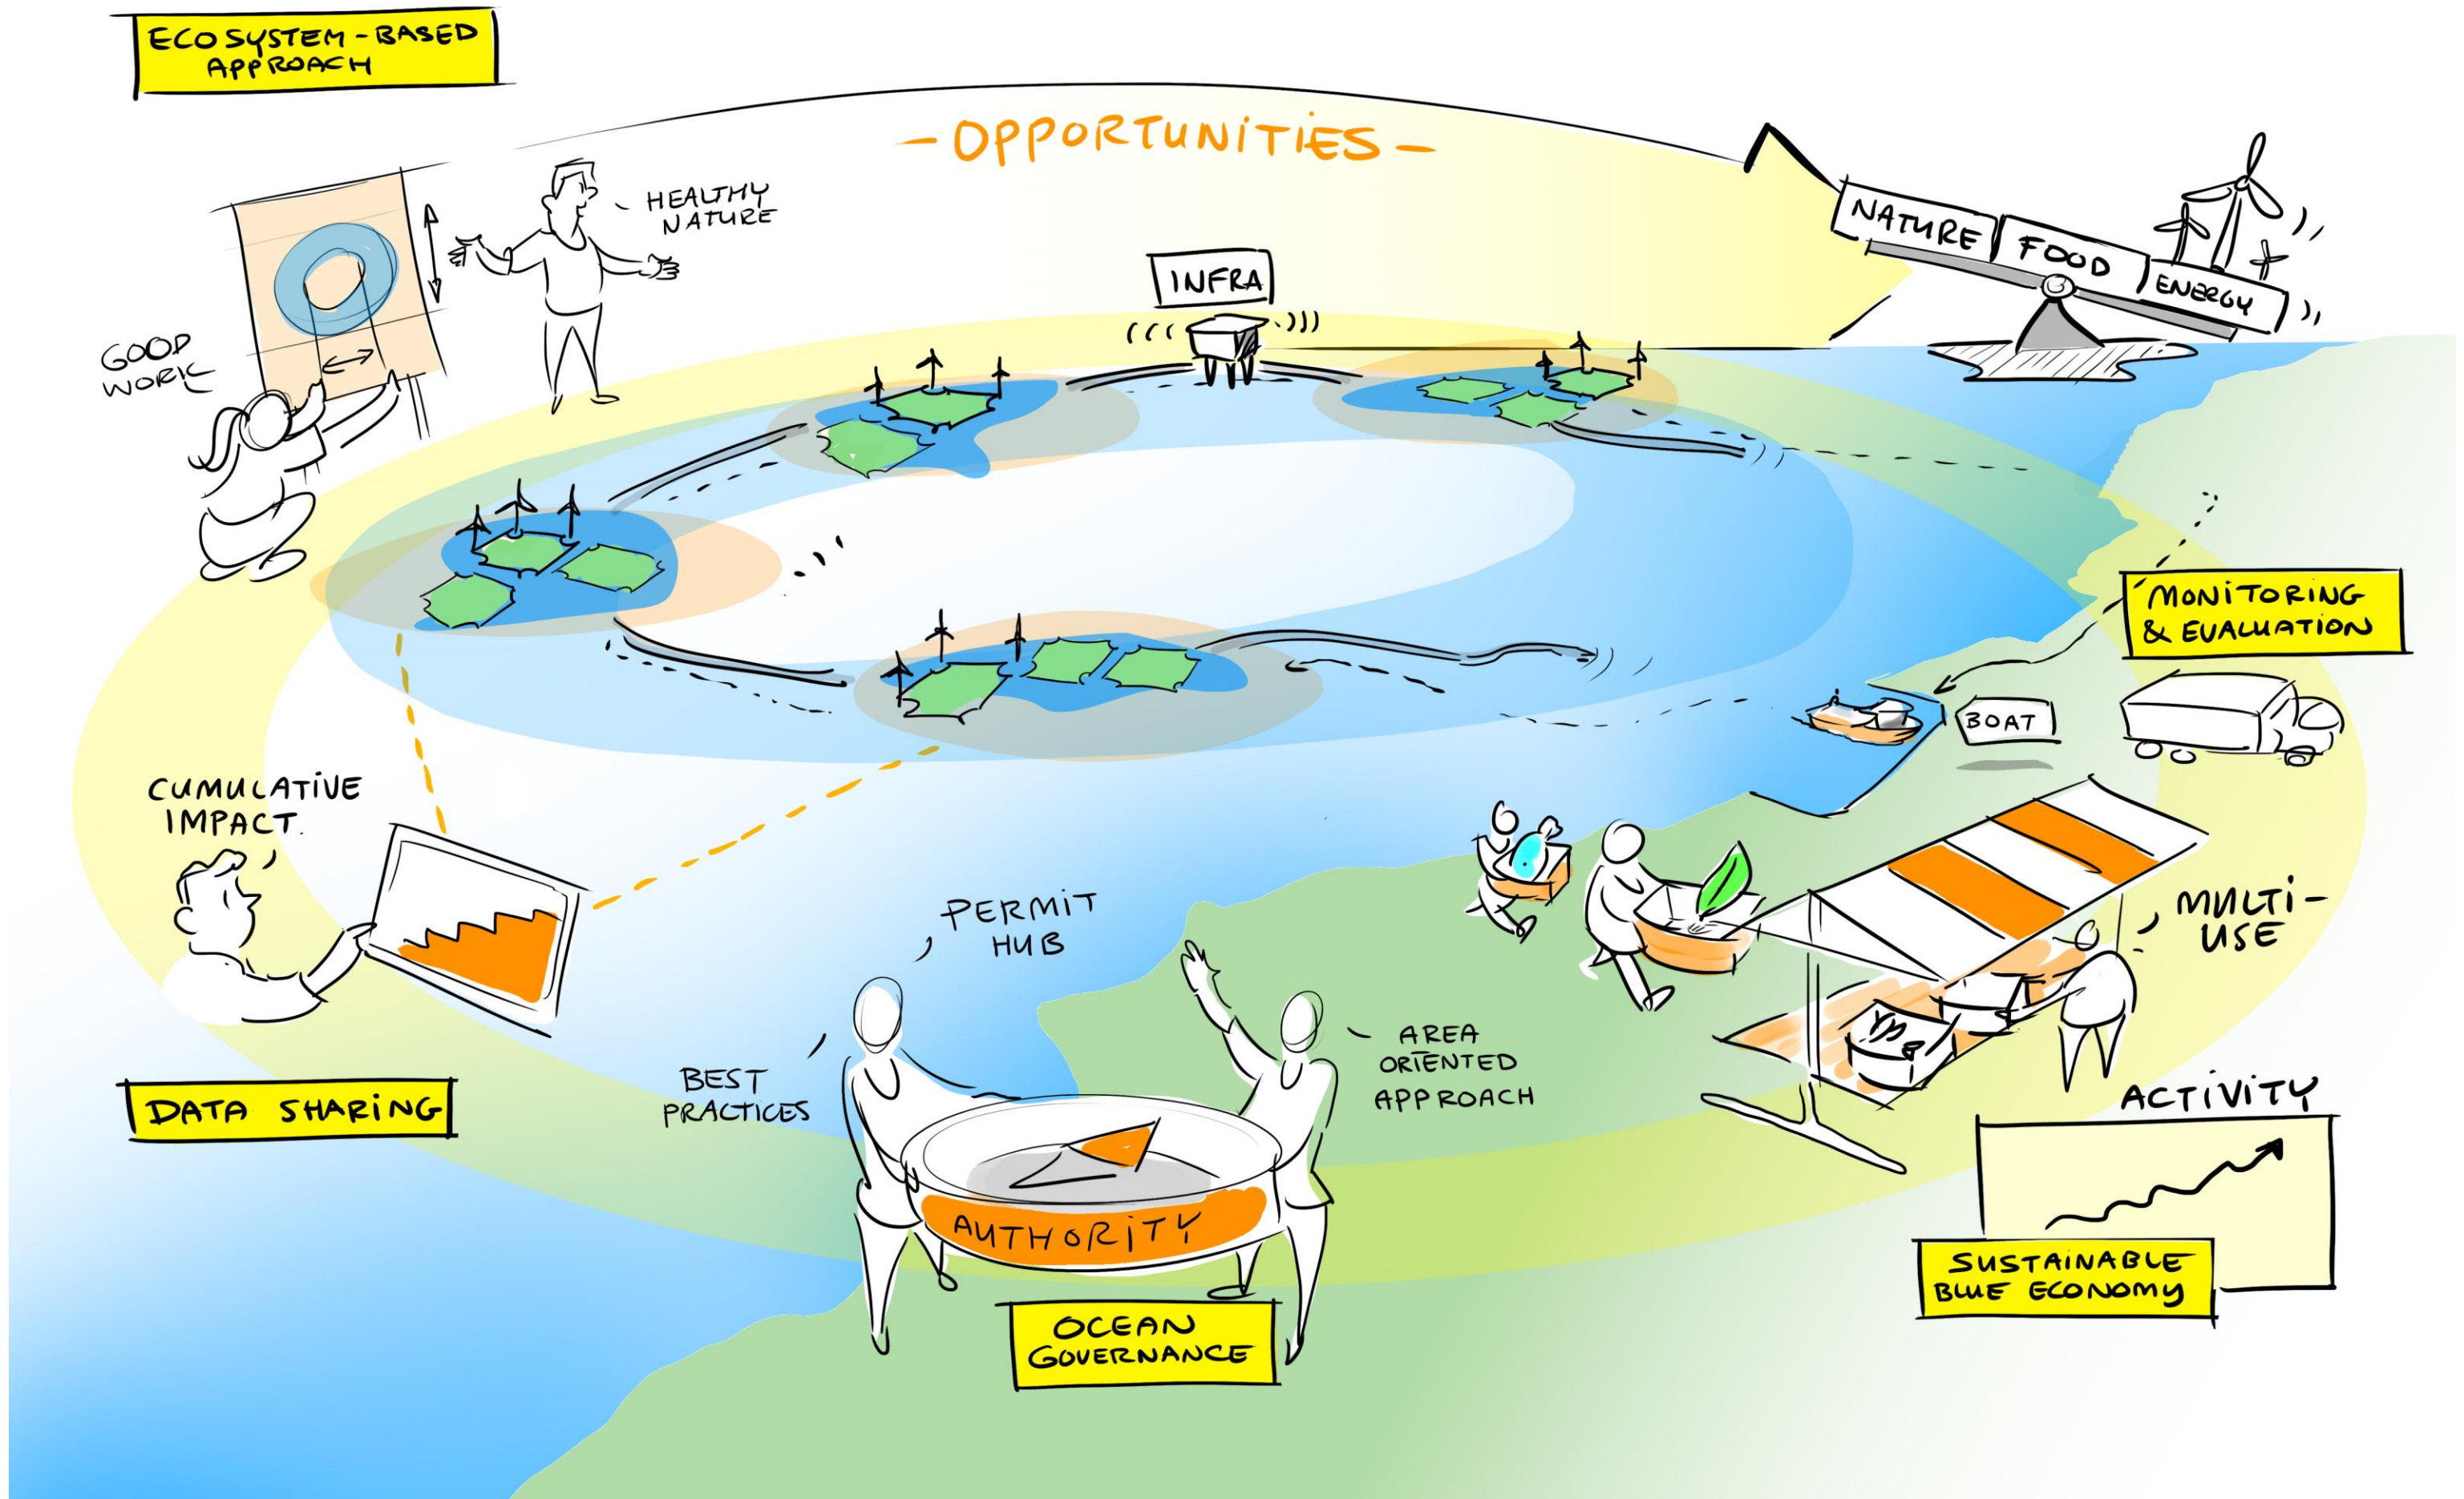 ECOSYSTEM-BASED
APPROACH
- OPPORTUNITIES -
HEALTHY
NATURE
NATURE
FOOD
ENERGY
INFRA
GOOD
WORK
MONITORING
& EVALUATION
BOAT
CUMULATIVE
IMPACT.
PERMIT
HUB
MULTI-
USE
BEST
PRACTICES
AREA
ORIENTED
APPROACH
DATA SHARING
ACTIVITY
AUTHORITY
SUSTAINABLE
BLUE ECONOMY
OCEAN
GOVERNANCE